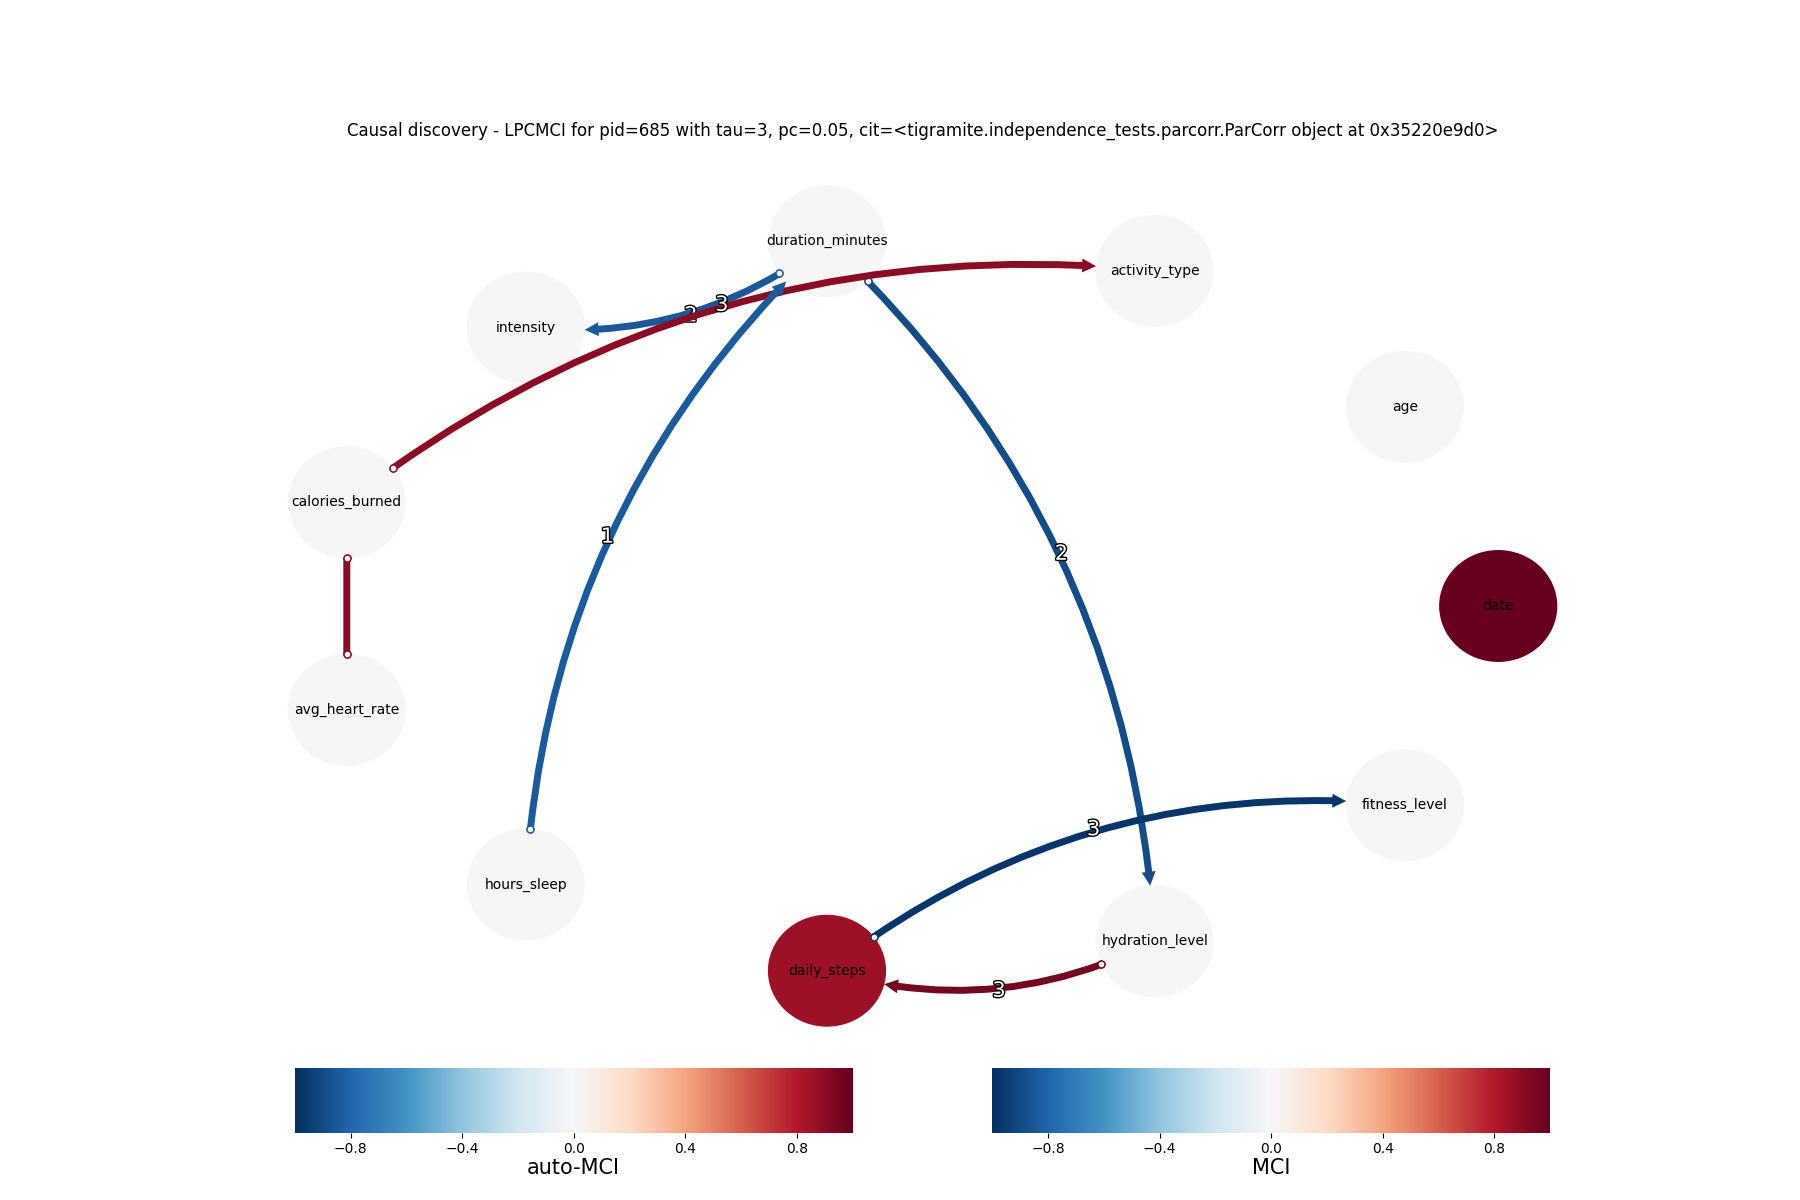 Causal discovery - LPCMCI for pid=685 with tau=3, pc=0.05, cit=<tigramite.independence_tests.parcorr.ParCorr object at 0x35220e9d0>
duration_minutes
activity_type
intensity
2
3
age
calories_burned
1
2
date
avg_heart_rate
fitness_level
3
hours_sleep
hydration_level
daily_steps
3
−0.8 −0.4 0.0 0.4 0.8
auto-MCI
−0.8 −0.4 0.0 0.4 0.8
MCI